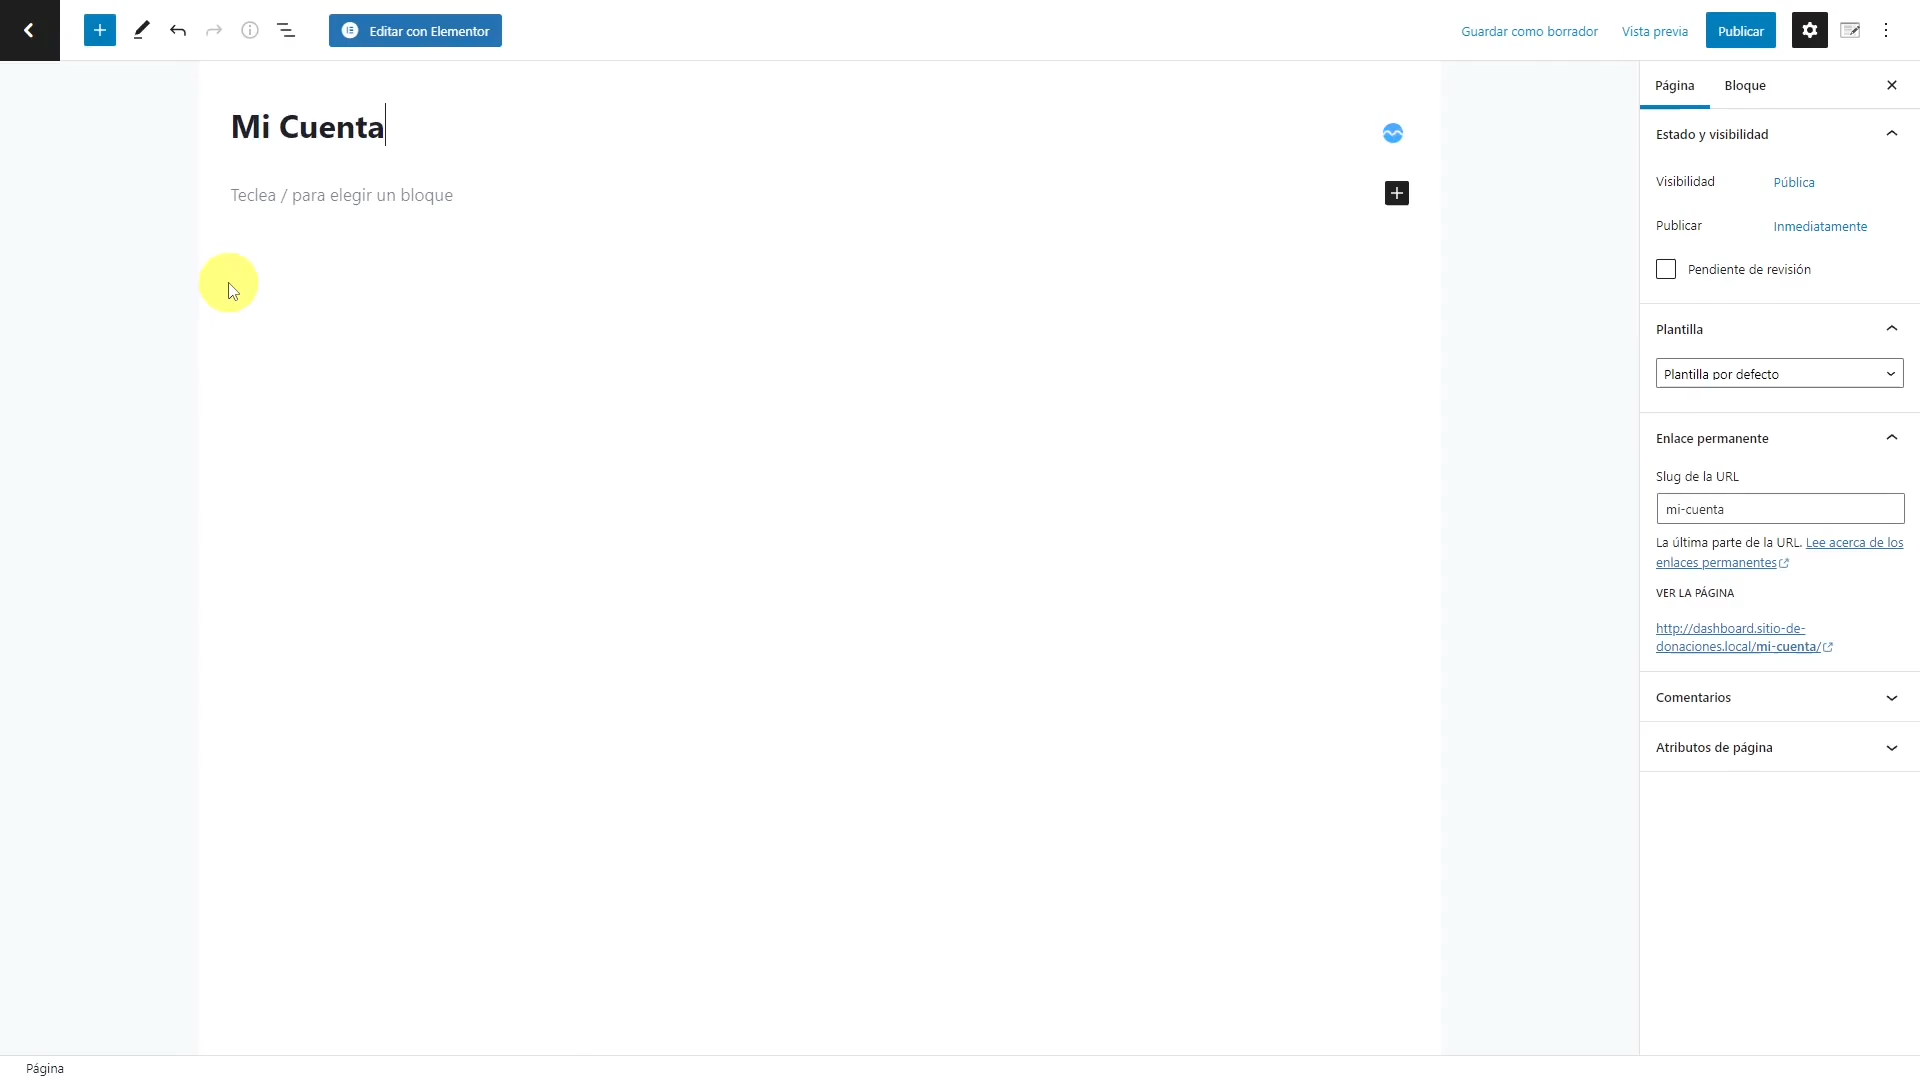 Editar con Elementor
Guardar como borrador
Vista previa
Publicar
Mi Cuenta
Teclea / para elegir un bloque
Página
Bloque
Estado y visibilidad
Visibilidad
Pública
Publicar
Inmediatamente
Pendiente de revisión
Plantilla
Plantilla por defecto
Enlace permanente
Slug de la URL
mi-cuenta
La última parte de la URL. Lee acerca de los
enlaces permanentes
VER LA PÁGINA
http://dashboard.sitio-de-
donaciones.local/mi-cuenta/
Comentarios
Atributos de página
Página